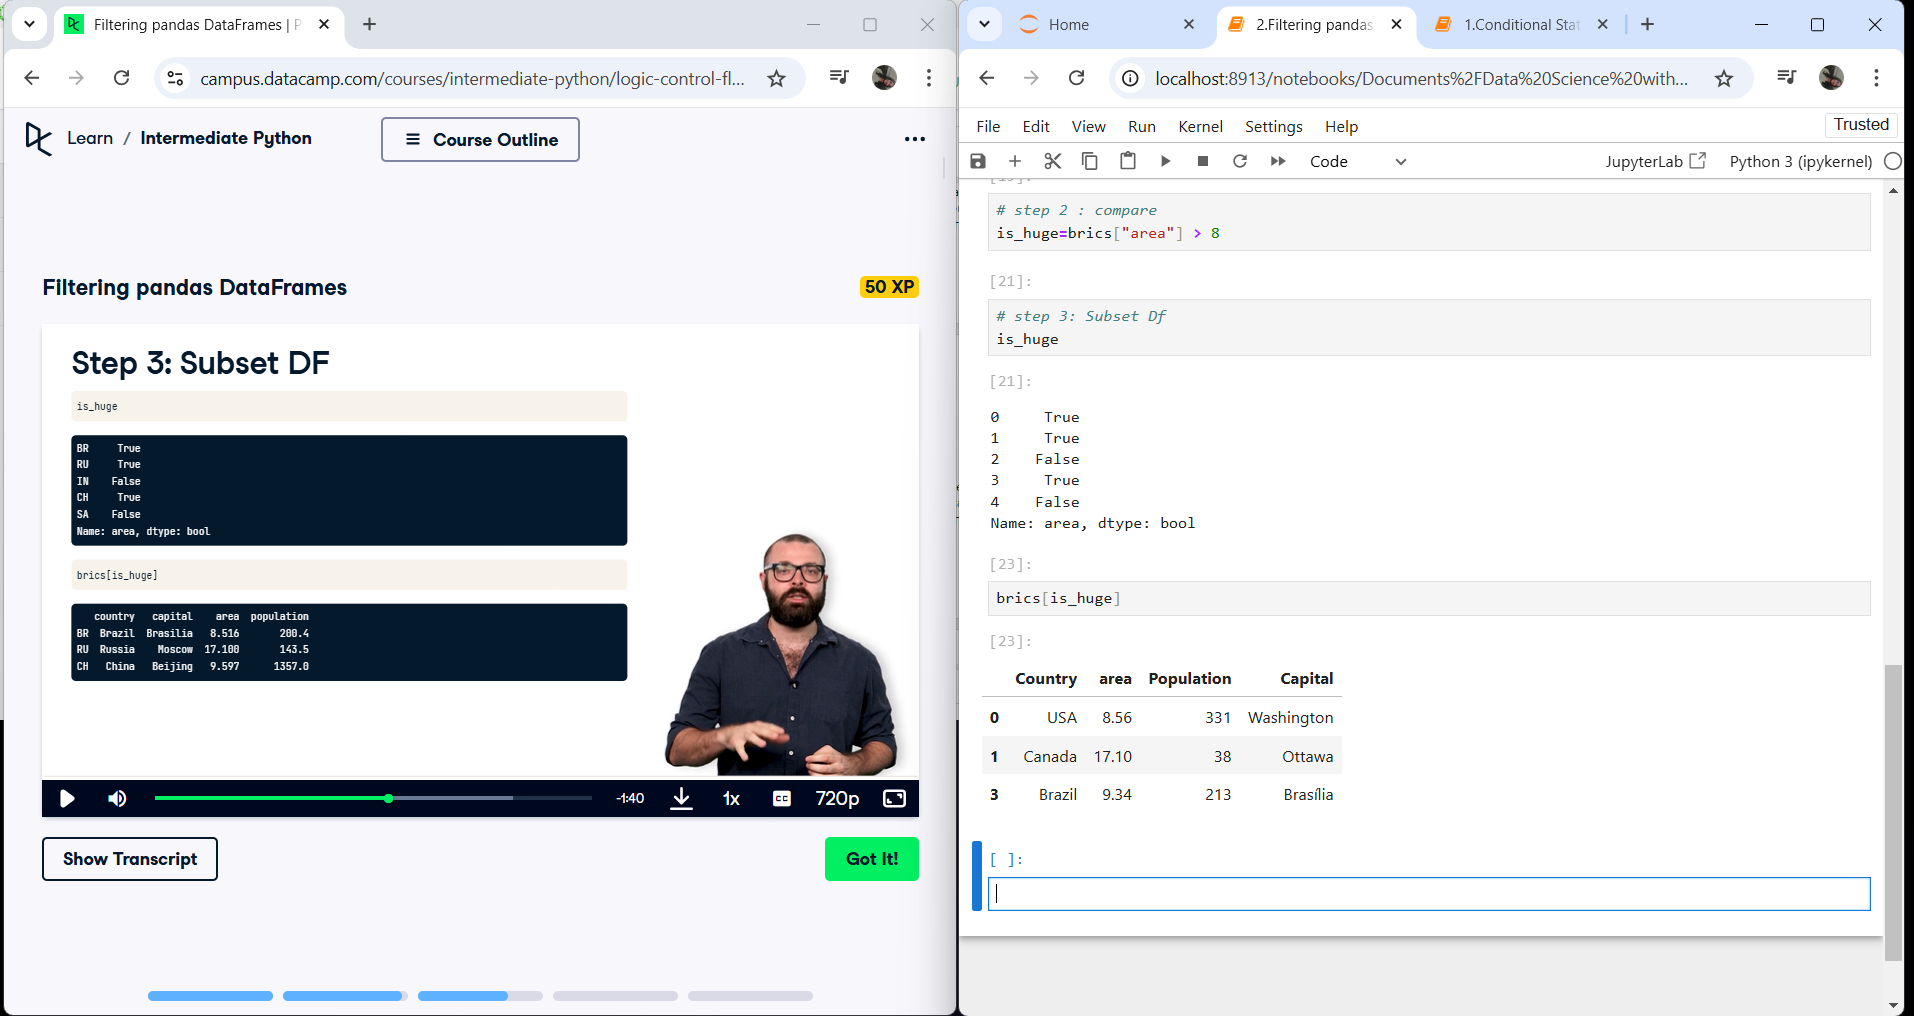 Filtering pandas DataFrames | P
campus.datacamp.com/courses/intermediate-python/logic-control-fl...
Learn / Intermediate Python
Course Outline
Filtering pandas DataFrames
50 XP
Step 3: Subset DF
is_huge
BR True
RU True
IN False
CH True
SA False
Name: area, dtype: bool
brics[is_huge]
country capital area population
BR Brazil Brasilia 8.516 200.4
RU Russia Moscow 17.100 143.5
CH China Beijing 9.597 1357.0
-1:40
1x
CC
720p
Show Transcript
Got It!
Home
2.Filtering pandas
1.Conditional Stat
localhost:8913/notebooks/Documents%2FData%20Science%20with...
File Edit View Run Kernel Settings Help
Trusted
Code
JupyterLab
Python 3 (ipykernel)
# step 2 : compare
is_huge=brics["area"] > 8
[21]:
# step 3: Subset Df
is_huge
[21]:
0 True
1 True
2 False
3 True
4 False
Name: area, dtype: bool
[23]:
brics[is_huge]
[23]:
Country area Population Capital
0 USA 8.56 331 Washington
1 Canada 17.10 38 Ottawa
3 Brazil 9.34 213 Brasília
[ ]: